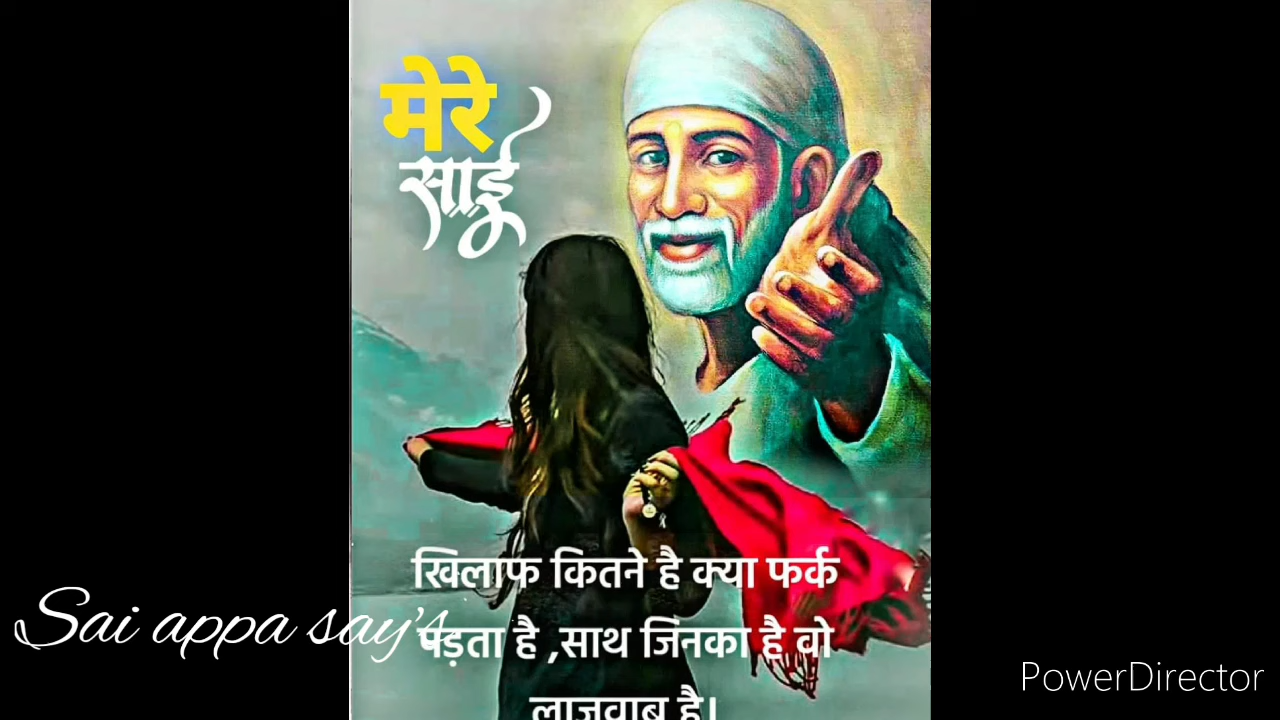 मेरे
साई
खिलाफ कितने है क्या फर्क
पड़ता है ,साथ जिनका है वो
लाजवाब है।
Sai appa say's
PowerDirector